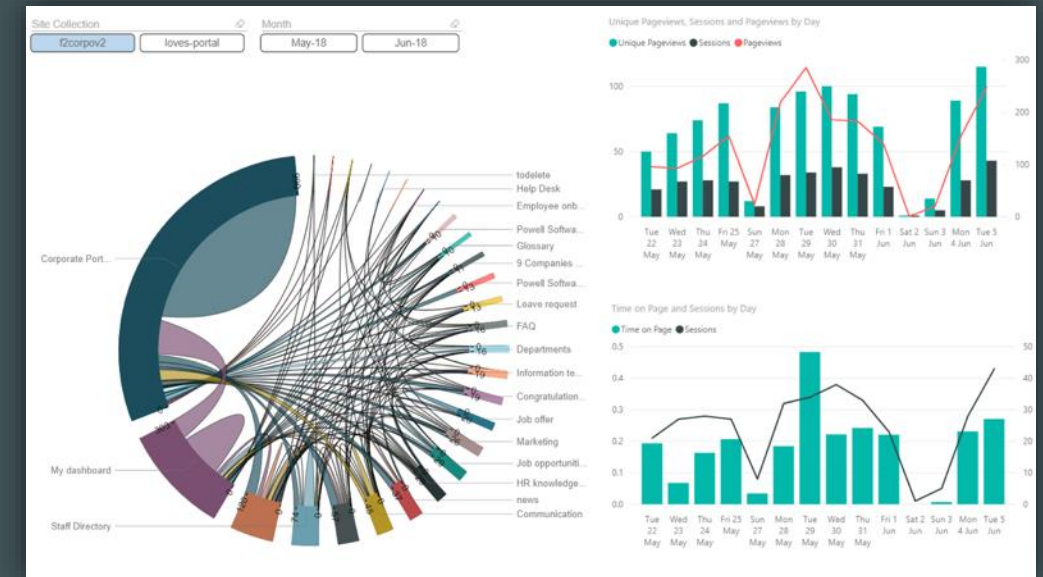 Site Collection
f2corpov2 loves-portal
Month
May-18 Jun-18
Corporate Port...
My dashboard
Staff Directory
todelete
Help Desk
Employee onb...
Powell Softwa...
Glossary
9 Companies ...
Powell Softwa...
Leave request
FAQ
Departments
Information te...
Congratulation...
Job offer
Marketing
Job opportuniti...
HR knowledge...
news
Communication
Unique Pageviews, Sessions and Pageviews by Day
Unique Pageviews Sessions Pageviews
100
50
0
300
200
100
0
Tue 22 May
Wed 23 May
Thu 24 May
Fri 25 May
Sun 27 May
Mon 28 May
Tue 29 May
Wed 30 May
Thu 31 May
Fri 1 Jun
Sat 2 Jun
Sun 3 Jun
Mon 4 Jun
Tue 5 Jun
Time on Page and Sessions by Day
Time on Page Sessions
0.5
0.4
0.3
0.2
0.1
0.0
50
40
30
20
10
0
Tue 22 May
Wed 23 May
Thu 24 May
Fri 25 May
Sun 27 May
Mon 28 May
Tue 29 May
Wed 30 May
Thu 31 May
Fri 1 Jun
Sat 2 Jun
Sun 3 Jun
Mon 4 Jun
Tue 5 Jun